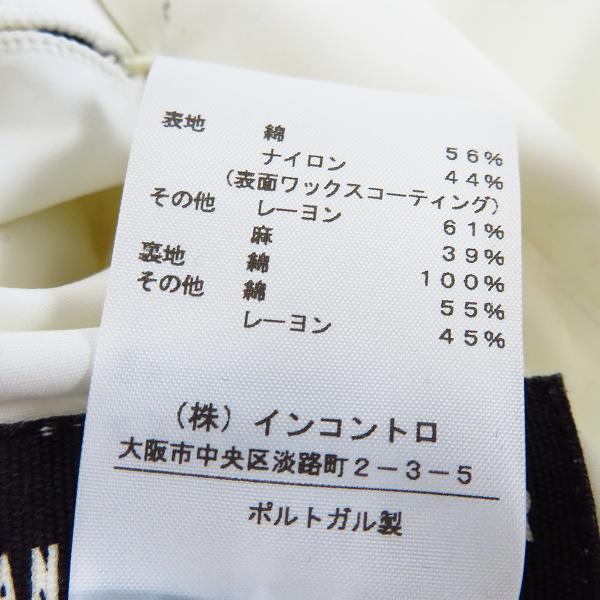 表地 綿 56%
ナイロン 44%
(表面ワックスコーティング)
その他 レーヨン 61%
麻 39%
裏地 綿 100%
その他 綿 55%
レーヨン 45%
(株)インコントロ
大阪市中央区淡路町2-3-5
ポルトガル製
AN